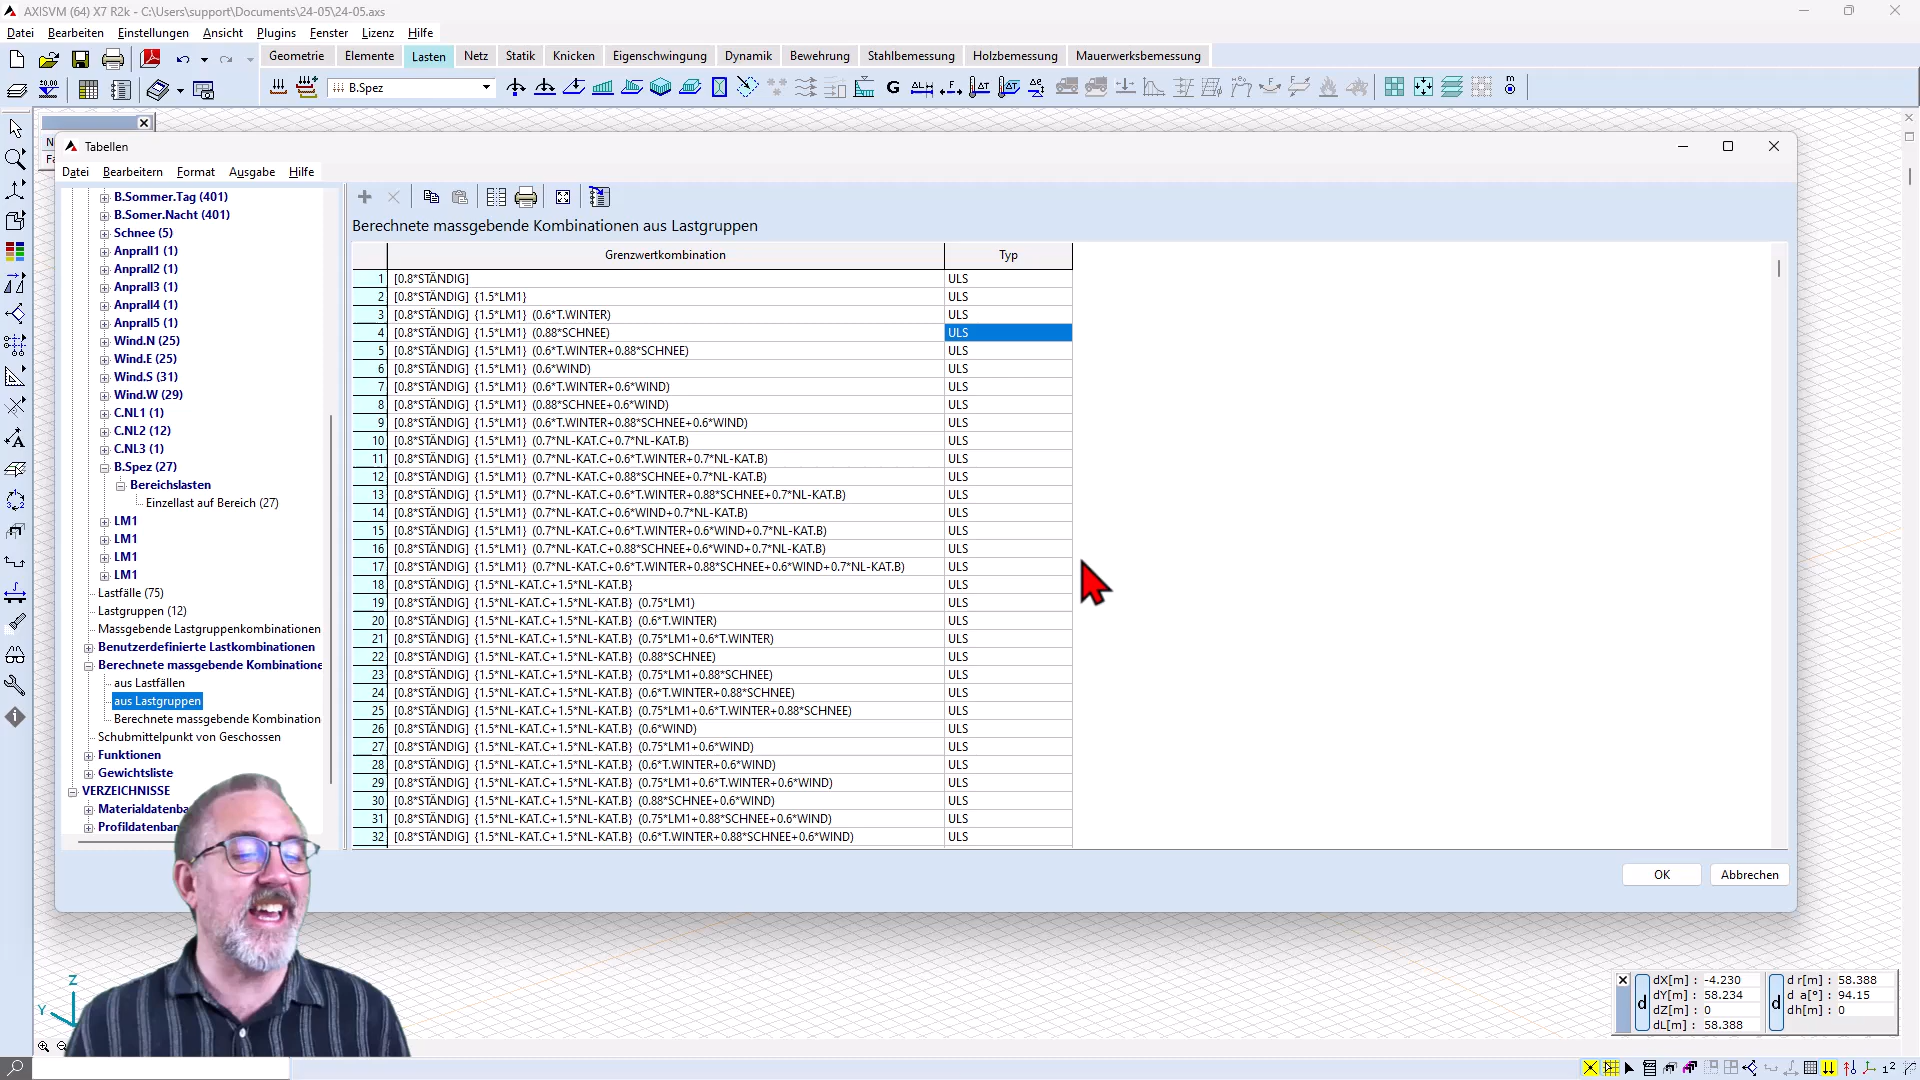 AXISVM (64) X7 R2k - C:\Users\support\Documents\24-05\24-05.axs
Datei Bearbeiten Einstellungen Ansicht Plugins Fenster Lizenz Hilfe
Geometrie Elemente Lasten Netz Statik Knicken Eigenschwingung Dynamik Bewehrung Stahlbemessung Holzbemessung Mauerwerksbemessung
B.Spez
Tabellen
Datei Bearbeiten Format Ausgabe Hilfe
B.Sommer.Tag (401)
B.Somer.Nacht (401)
Schnee (5)
Anprall1 (1)
Anprall2 (1)
Anprall3 (1)
Anprall4 (1)
Anprall5 (1)
Wind.N (25)
Wind.E (25)
Wind.S (31)
Wind.W (29)
C.NL1 (1)
C.NL2 (12)
C.NL3 (1)
B.Spez (27)
Bereichslasten
Einzellast auf Bereich (27)
LM1
LM1
LM1
LM1
Lastfälle (75)
Lastgruppen (12)
Massgebende Lastgruppenkombinationen
Benutzerdefinierte Lastkombinationen
Berechnete massgebende Kombinatione
aus Lastfällen
aus Lastgruppen
Berechnete massgebende Kombination
Schubmittelpunkt von Geschossen
Funktionen
Gewichtsliste
VERZEICHNISSE
Materialdatenba
Profildatenban
Berechnete massgebende Kombinationen aus Lastgruppen
Grenzwertkombination Typ
1 [0.8*STÄNDIG] ULS
2 [0.8*STÄNDIG] {1.5*LM1} ULS
3 [0.8*STÄNDIG] {1.5*LM1} (0.6*T.WINTER) ULS
4 [0.8*STÄNDIG] {1.5*LM1} (0.88*SCHNEE) ULS
5 [0.8*STÄNDIG] {1.5*LM1} (0.6*T.WINTER+0.88*SCHNEE) ULS
6 [0.8*STÄNDIG] {1.5*LM1} (0.6*WIND) ULS
7 [0.8*STÄNDIG] {1.5*LM1} (0.6*T.WINTER+0.6*WIND) ULS
8 [0.8*STÄNDIG] {1.5*LM1} (0.88*SCHNEE+0.6*WIND) ULS
9 [0.8*STÄNDIG] {1.5*LM1} (0.6*T.WINTER+0.88*SCHNEE+0.6*WIND) ULS
10 [0.8*STÄNDIG] {1.5*LM1} (0.7*NL-KAT.C+0.7*NL-KAT.B) ULS
11 [0.8*STÄNDIG] {1.5*LM1} (0.7*NL-KAT.C+0.6*T.WINTER+0.7*NL-KAT.B) ULS
12 [0.8*STÄNDIG] {1.5*LM1} (0.7*NL-KAT.C+0.88*SCHNEE+0.7*NL-KAT.B) ULS
13 [0.8*STÄNDIG] {1.5*LM1} (0.7*NL-KAT.C+0.6*T.WINTER+0.88*SCHNEE+0.7*NL-KAT.B) ULS
14 [0.8*STÄNDIG] {1.5*LM1} (0.7*NL-KAT.C+0.6*WIND+0.7*NL-KAT.B) ULS
15 [0.8*STÄNDIG] {1.5*LM1} (0.7*NL-KAT.C+0.6*T.WINTER+0.6*WIND+0.7*NL-KAT.B) ULS
16 [0.8*STÄNDIG] {1.5*LM1} (0.7*NL-KAT.C+0.88*SCHNEE+0.6*WIND+0.7*NL-KAT.B) ULS
17 [0.8*STÄNDIG] {1.5*LM1} (0.7*NL-KAT.C+0.6*T.WINTER+0.88*SCHNEE+0.6*WIND+0.7*NL-KAT.B) ULS
18 [0.8*STÄNDIG] {1.5*NL-KAT.C+1.5*NL-KAT.B} ULS
19 [0.8*STÄNDIG] {1.5*NL-KAT.C+1.5*NL-KAT.B} (0.75*LM1) ULS
20 [0.8*STÄNDIG] {1.5*NL-KAT.C+1.5*NL-KAT.B} (0.6*T.WINTER) ULS
21 [0.8*STÄNDIG] {1.5*NL-KAT.C+1.5*NL-KAT.B} (0.75*LM1+0.6*T.WINTER) ULS
22 [0.8*STÄNDIG] {1.5*NL-KAT.C+1.5*NL-KAT.B} (0.88*SCHNEE) ULS
23 [0.8*STÄNDIG] {1.5*NL-KAT.C+1.5*NL-KAT.B} (0.75*LM1+0.88*SCHNEE) ULS
24 [0.8*STÄNDIG] {1.5*NL-KAT.C+1.5*NL-KAT.B} (0.6*T.WINTER+0.88*SCHNEE) ULS
25 [0.8*STÄNDIG] {1.5*NL-KAT.C+1.5*NL-KAT.B} (0.75*LM1+0.6*T.WINTER+0.88*SCHNEE) ULS
26 [0.8*STÄNDIG] {1.5*NL-KAT.C+1.5*NL-KAT.B} (0.6*WIND) ULS
27 [0.8*STÄNDIG] {1.5*NL-KAT.C+1.5*NL-KAT.B} (0.75*LM1+0.6*WIND) ULS
28 [0.8*STÄNDIG] {1.5*NL-KAT.C+1.5*NL-KAT.B} (0.6*T.WINTER+0.6*WIND) ULS
29 [0.8*STÄNDIG] {1.5*NL-KAT.C+1.5*NL-KAT.B} (0.75*LM1+0.6*T.WINTER+0.6*WIND) ULS
30 [0.8*STÄNDIG] {1.5*NL-KAT.C+1.5*NL-KAT.B} (0.88*SCHNEE+0.6*WIND) ULS
31 [0.8*STÄNDIG] {1.5*NL-KAT.C+1.5*NL-KAT.B} (0.75*LM1+0.88*SCHNEE+0.6*WIND) ULS
32 [0.8*STÄNDIG] {1.5*NL-KAT.C+1.5*NL-KAT.B} (0.6*T.WINTER+0.88*SCHNEE+0.6*WIND) ULS
OK Abbrechen
Z
Y
d
dX[m] : -4.230
dY[m] : 58.234
dZ[m] : 0
dL[m] : 58.388
d
d r[m] : 58.388
d a[°] : 94.15
dh[m] : 0